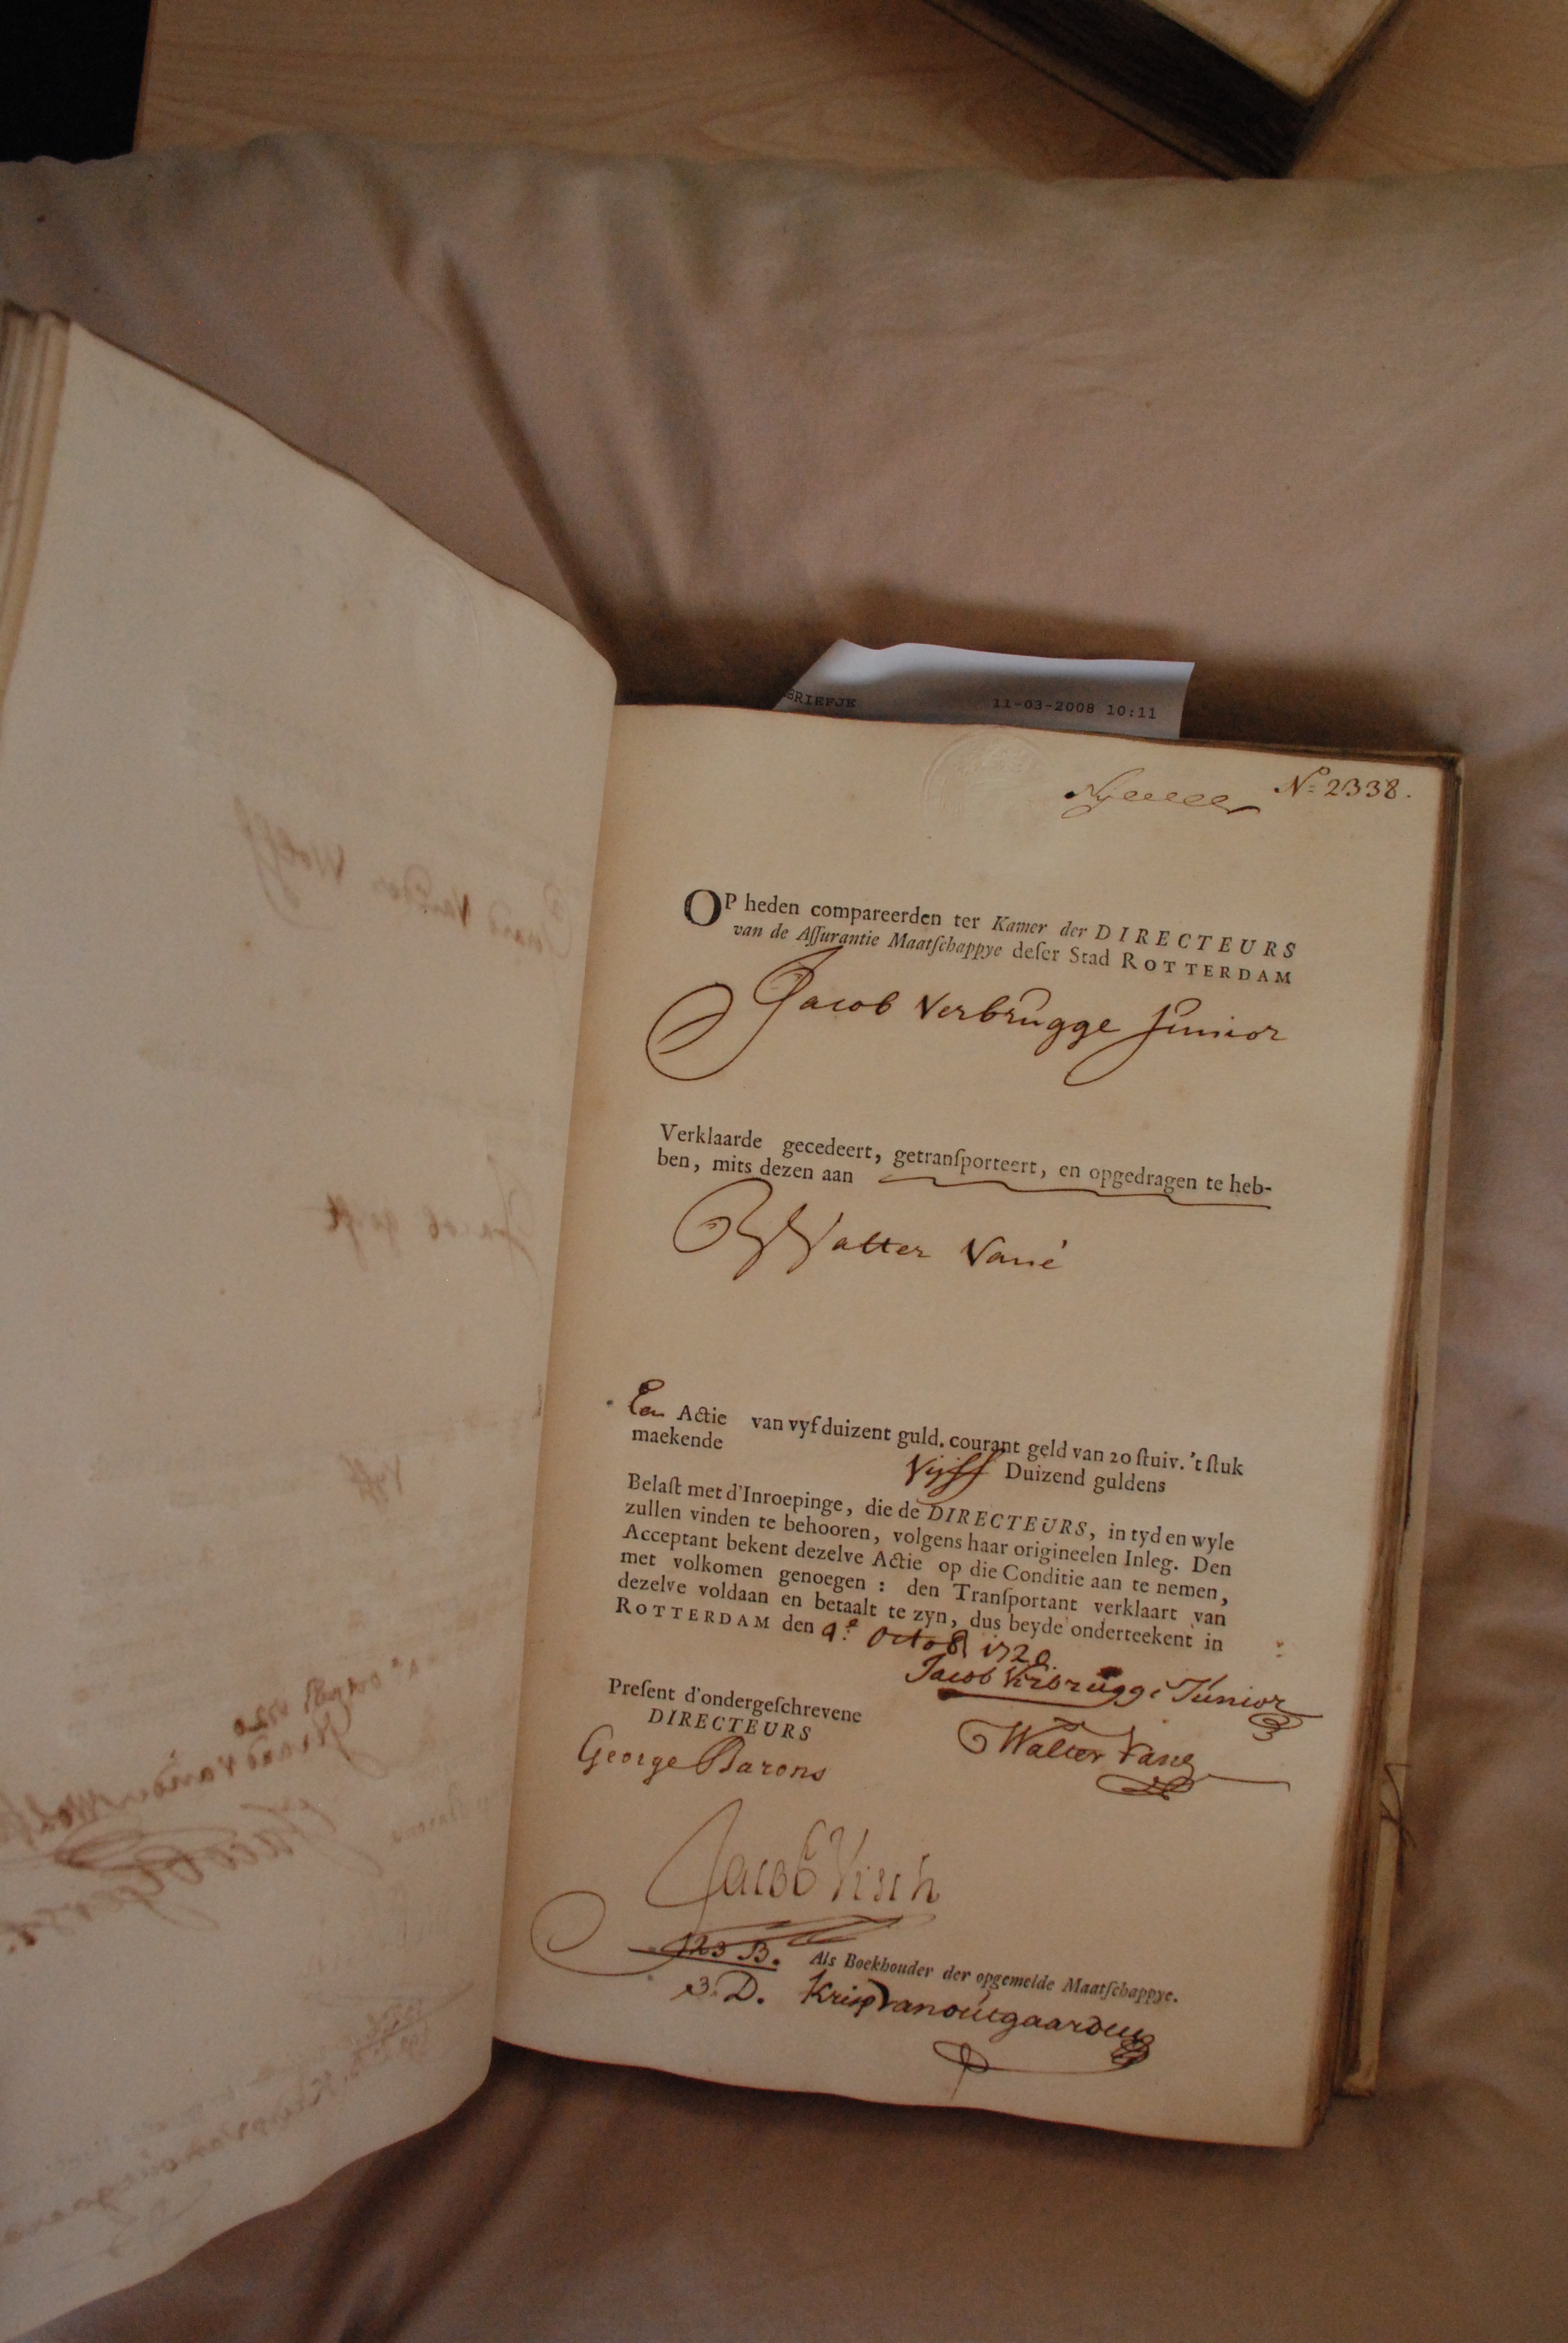 BRIEFJE 11-03-2008 10:11
No 2338.
OP heden compareerden ter Kamer der DIRECTEURS
van de Aſſurantie Maatſchappye deſer Stad ROTTERDAM
Jacob Verbrugge Junior
Verklaarde gecedeert, getranſporteert, en opgedragen te heb-
ben, mits dezen aan
Walter Vané
Een Actie van vyf duizent guld. courant geld van 20 ſtuiv. 't ſtuk
maekende Vijff Duizend guldens
Belaſt met d'Inroepinge, die de DIRECTEURS, in tyd en wyle
zullen vinden te behooren, volgens haar origineelen Inleg. Den
Acceptant bekent dezelve Actie op die Conditie aan te nemen,
met volkomen genoegen : den Tranſportant verklaart van
dezelve voldaan en betaalt te zyn, dus beyde onderteekent in
ROTTERDAM den 9e. Octob 1720
Jacob Verbrugge Junior
Preſent d'ondergeſchrevene
DIRECTEURS
Walter Vane
George Barons
Jacob Visch
123 B. Als Boekhouder der opgemelde Maatſchappye.
3. D.